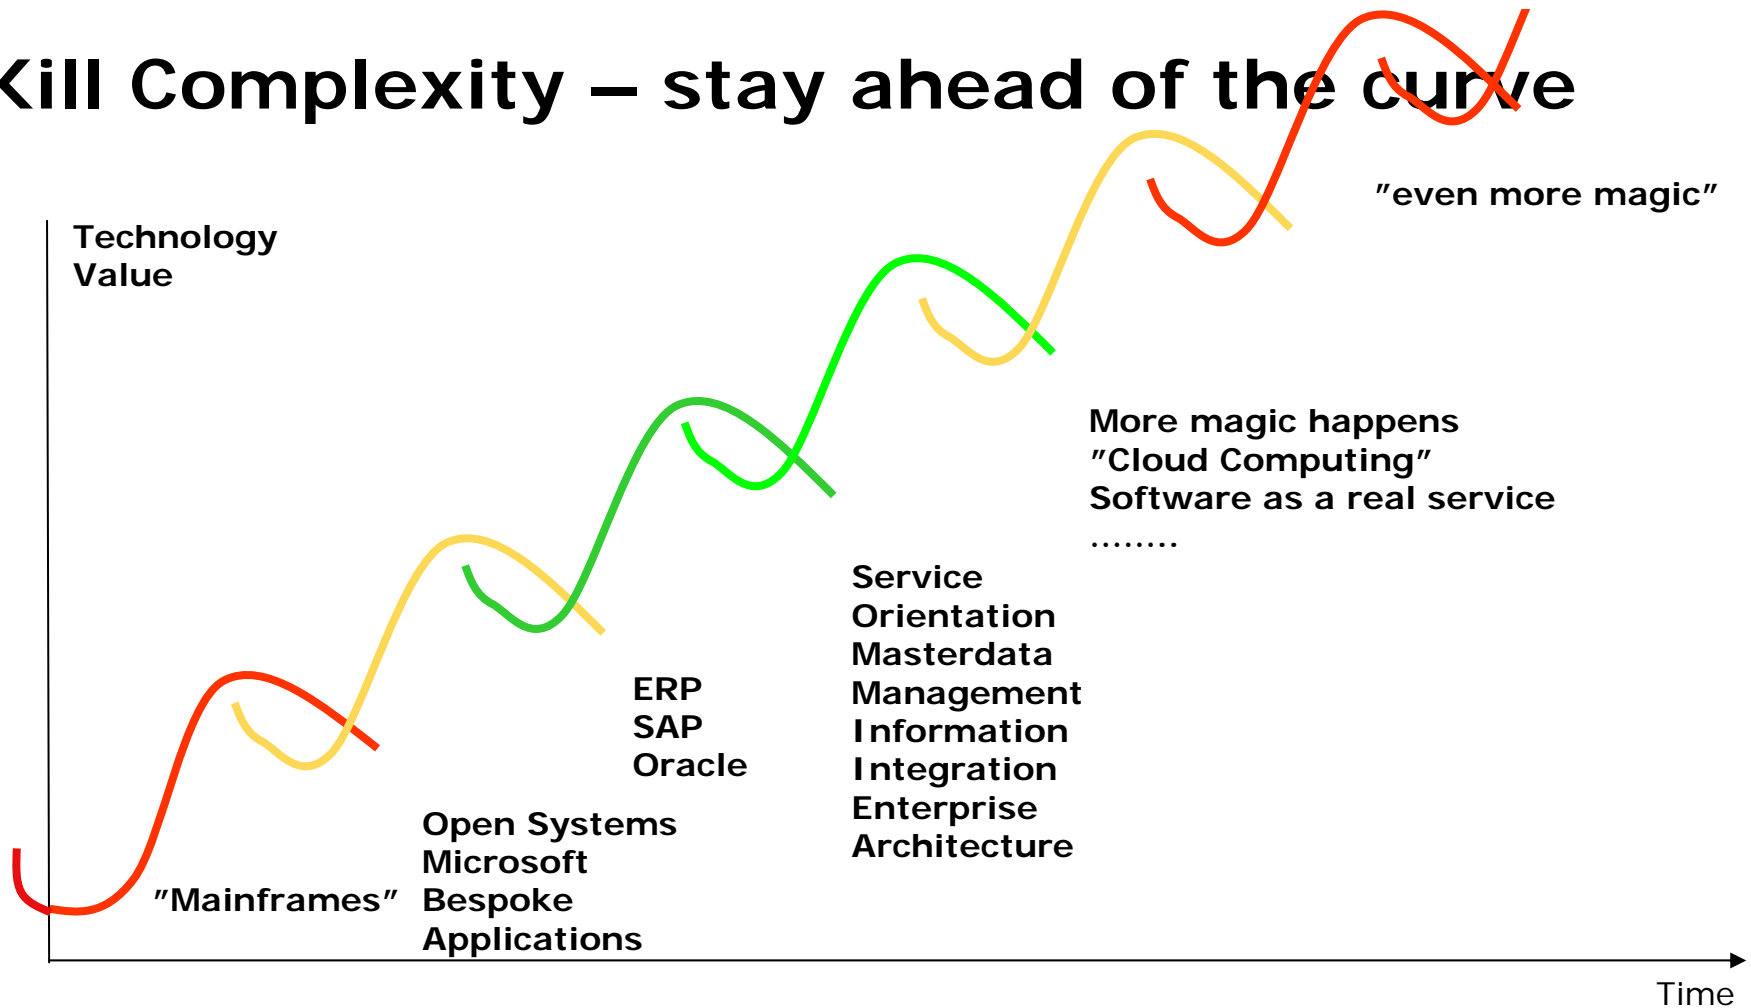 Kill Complexity – stay ahead of the curve
"even more magic"
Technology
Value
More magic happens
"Cloud Computing"
Software as a real service
........
Service
Orientation
Masterdata
Management
Information
Integration
Enterprise
Architecture
ERP
SAP
Oracle
Open Systems
Microsoft
Bespoke
Applications
"Mainframes"
Time